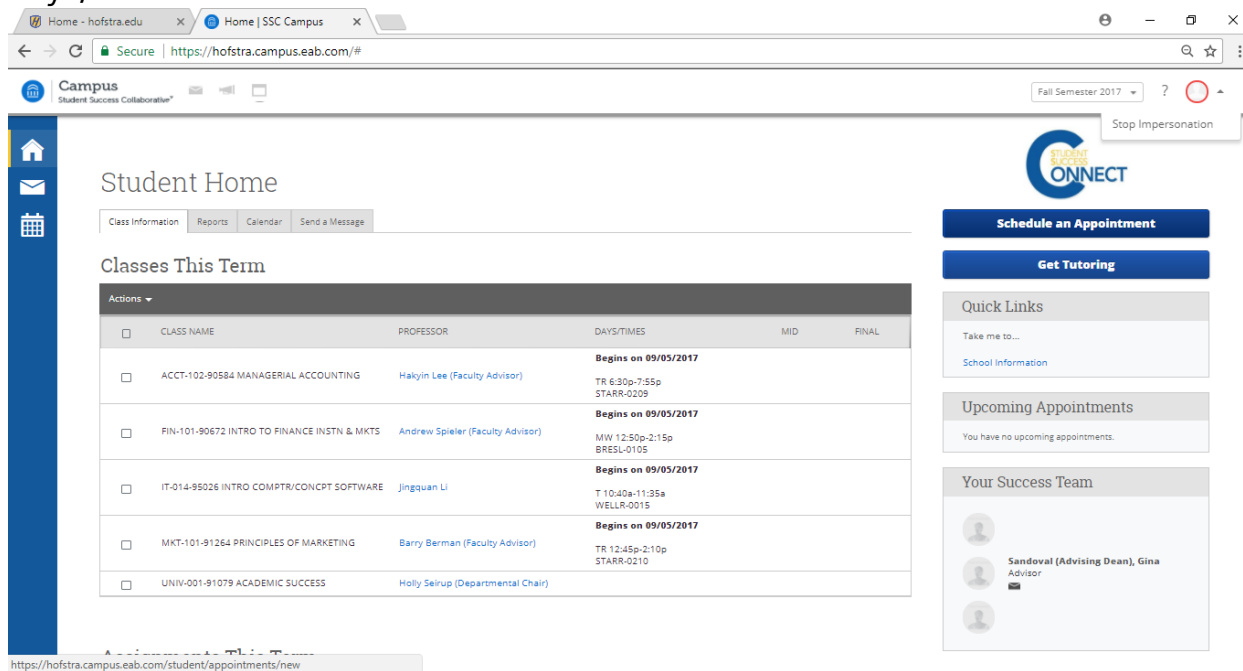 Home - hofstra.edu
Home | SSC Campus
Secure | https://hofstra.campus.eab.com/#
Campus
Student Success Collaborative™
Fall Semester 2017
?
Stop Impersonation
STUDENT
SUCCESS
CONNECT
Student Home
Class Information Reports Calendar Send a Message
Schedule an Appointment
Get Tutoring
Classes This Term
Actions
CLASS NAME PROFESSOR DAYS/TIMES MID FINAL
Begins on 09/05/2017
ACCT-102-90584 MANAGERIAL ACCOUNTING Hakyin Lee (Faculty Advisor)
TR 6:30p-7:55p
STARR-0209
Begins on 09/05/2017
FIN-101-90672 INTRO TO FINANCE INSTN & MKTS Andrew Spieler (Faculty Advisor)
MW 12:50p-2:15p
BRESL-0105
Begins on 09/05/2017
IT-014-95026 INTRO COMPTR/CONCPT SOFTWARE Jingquan Li
T 10:40a-11:35a
WELLR-0015
Begins on 09/05/2017
MKT-101-91264 PRINCIPLES OF MARKETING Barry Berman (Faculty Advisor)
TR 12:45p-2:10p
STARR-0210
UNIV-001-91079 ACADEMIC SUCCESS Holly Seirup (Departmental Chair)
Quick Links
Take me to...
School Information
Upcoming Appointments
You have no upcoming appointments.
Your Success Team
Sandoval (Advising Dean), Gina
Advisor
Assignments This Term
https://hofstra.campus.eab.com/student/appointments/new